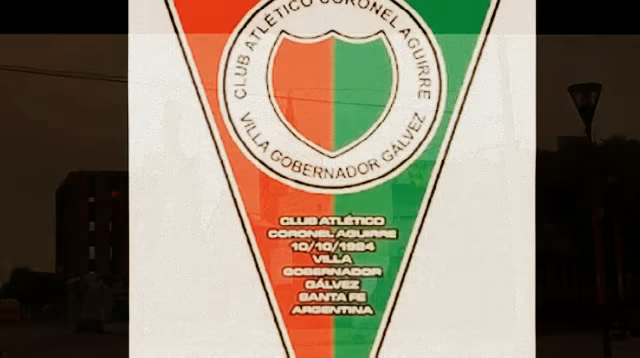 CLUB ATLÉTICO CORONEL AGUIRRE
VILLA GOBERNADOR GÁLVEZ
CLUB ATLÉTICO
CORONEL AGUIRRE
10/10/1924
VILLA
GOBERNADOR
GÁLVEZ
SANTA FE
ARGENTINA